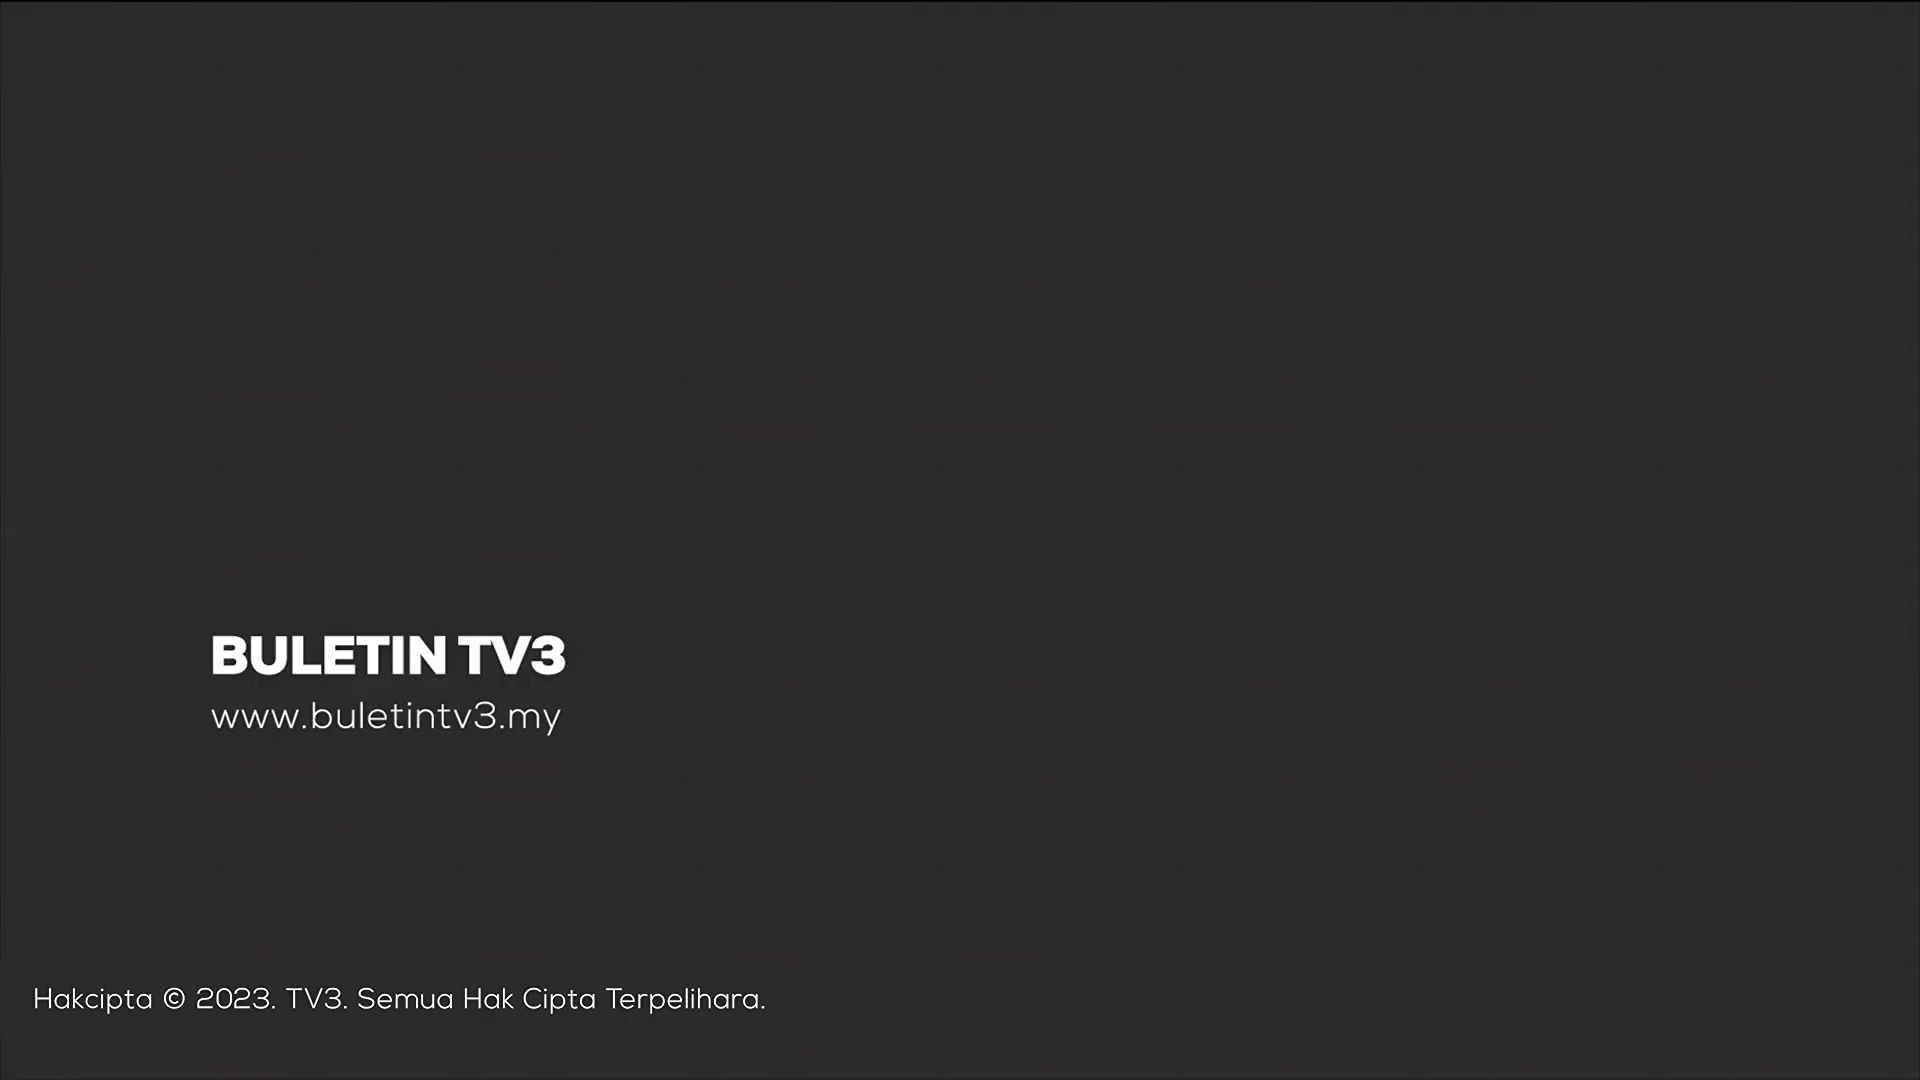 BULETIN TV3
www.buletintv3.my
Hakcipta © 2023. TV3. Semua Hak Cipta Terpelihara.